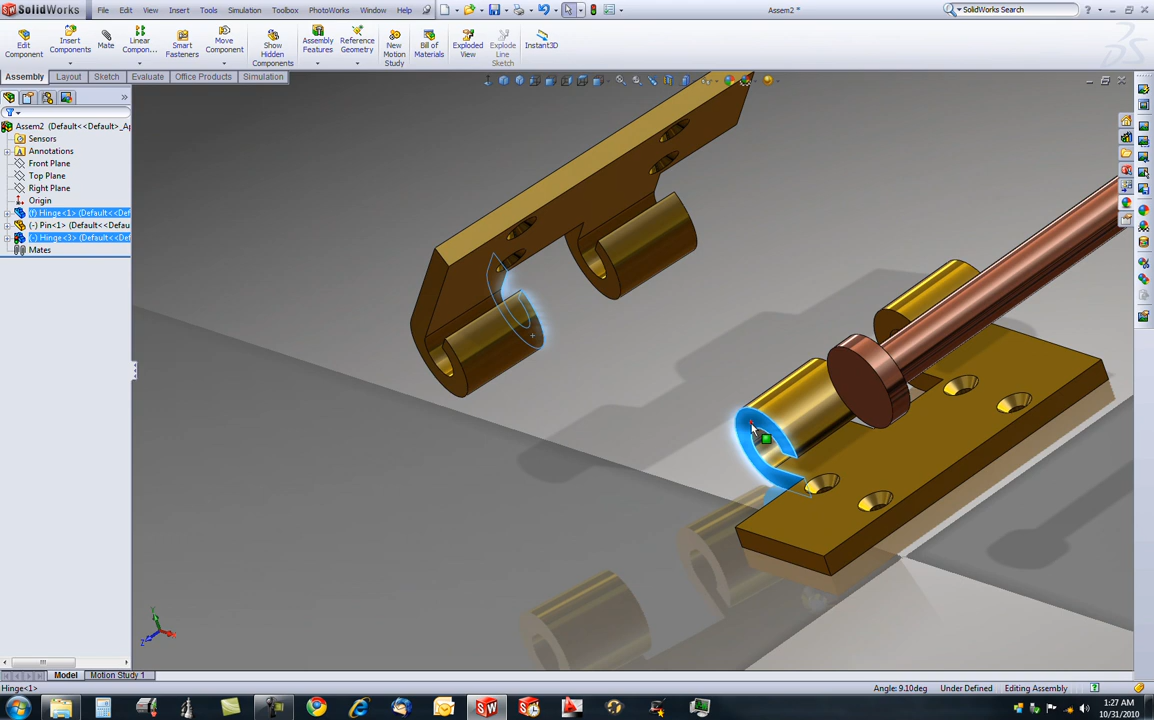 SolidWorks
File Edit View Insert Tools Simulation Toolbox PhotoWorks Window Help
Assem2 *
SolidWorks Search
Edit Component
Insert Components
Mate
Linear Compon...
Smart Fasteners
Move Component
Show Hidden Components
Assembly Features
Reference Geometry
New Motion Study
Bill of Materials
Exploded View
Explode Line Sketch
Instant3D
Assembly Layout Sketch Evaluate Office Products Simulation
Assem2 (Default<<Default>_Ap
Sensors
Annotations
Front Plane
Top Plane
Right Plane
Origin
(f) Hinge<1> (Default<<Def
(-) Pin<1> (Default<<Defau
(-) Hinge<3> (Default<<Def
Mates
Y
X
Z
Model Motion Study 1
Hinge<1>
Angle: 9.10deg Under Defined Editing Assembly
1:27 AM
10/31/2010